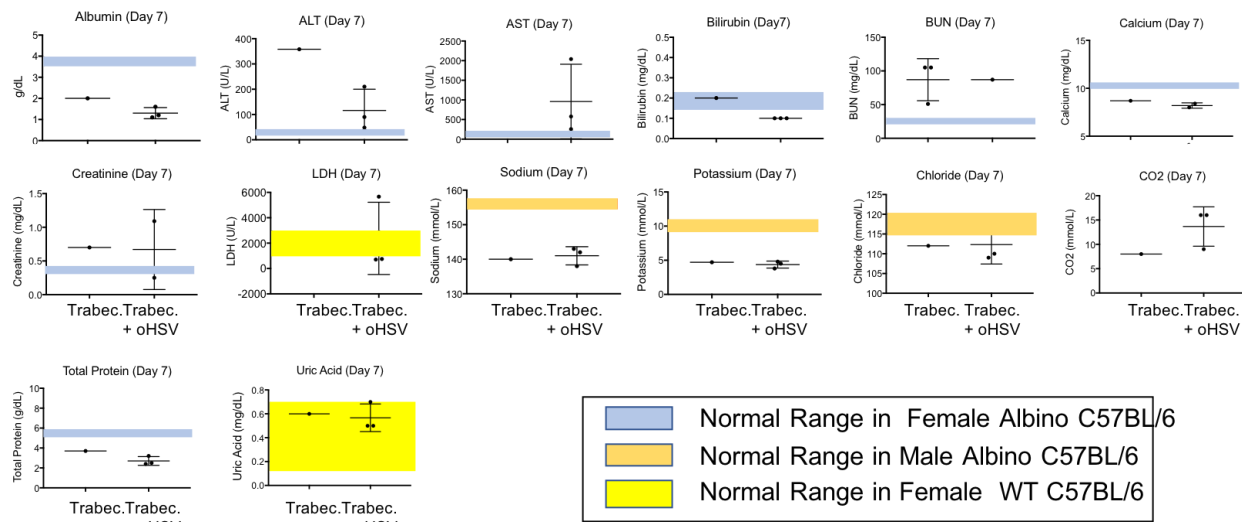 Albumin (Day 7)
g/dL
5
4
3
2
1
0
ALT (Day 7)
ALT (U/L)
400
300
200
100
0
AST (Day 7)
AST (U/L)
2500
2000
1500
1000
500
0
Bilirubin (Day7)
Bilirubin (mg/dL)
0.5
0.4
0.3
0.2
0.1
0.0
BUN (Day 7)
BUN (mg/dL)
150
100
50
0
Calcium (Day 7)
Calcium (mg/dL)
15
10
5
Creatinine (Day 7)
Creatinine (mg/dL)
1.5
1.0
0.5
0.0
LDH (Day 7)
LDH (U/L)
6000
4000
2000
0
-2000
Sodium (Day 7)
Sodium (mmol/L)
160
150
140
130
Potassium (Day 7)
Potassium (mmol/L)
15
10
5
0
Chloride (Day 7)
Chloride (mmol/L)
125
120
115
110
105
100
CO2 (Day 7)
CO2 (mmol/L)
20
15
10
5
0
Trabec.Trabec.
+ oHSV
Trabec.Trabec.
+ oHSV
Trabec.Trabec.
+ oHSV
Trabec.Trabec.
+ oHSV
Trabec. Trabec.
+ oHSV
Trabec.Trabec.
+ oHSV
Total Protein (Day 7)
Total Protein (g/dL)
10
8
6
4
2
0
Trabec.Trabec.
Uric Acid (Day 7)
Uric Acid (mg/dL)
0.8
0.6
0.4
0.2
0.0
Trabec.Trabec.
Normal Range in Female Albino C57BL/6
Normal Range in Male Albino C57BL/6
Normal Range in Female WT C57BL/6